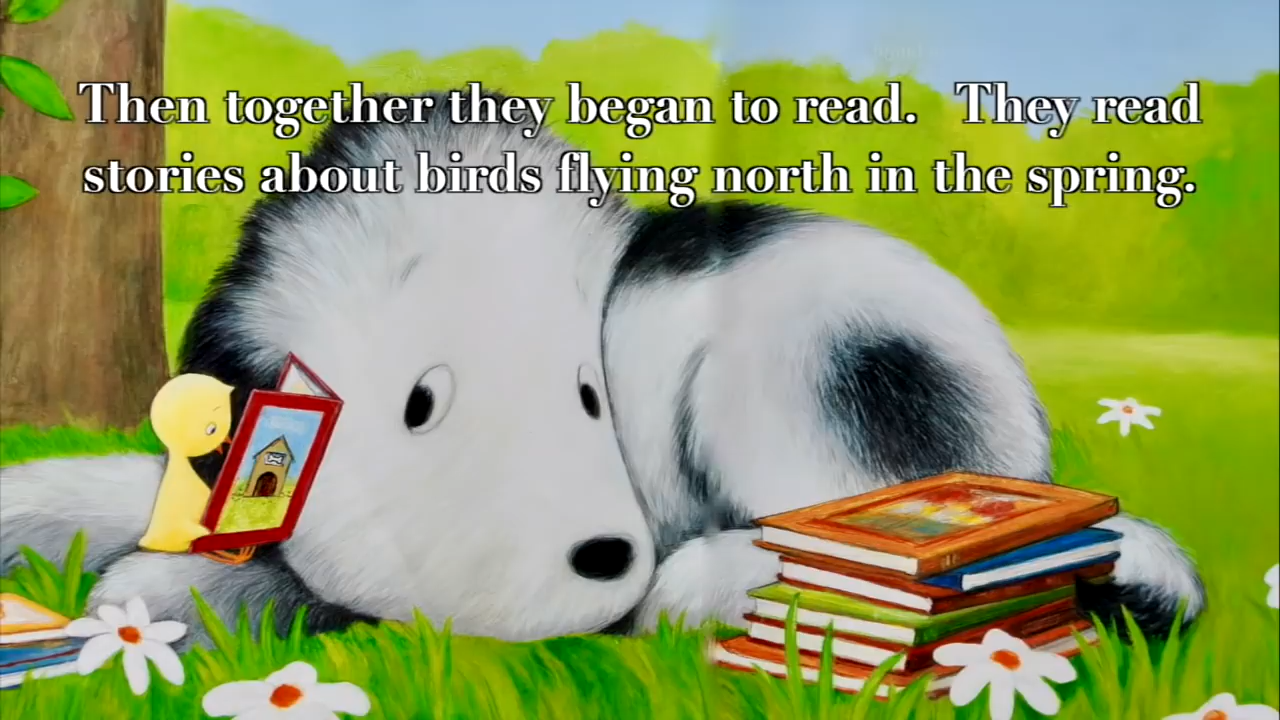 Then together they began to read.  They read
stories about birds flying north in the spring.